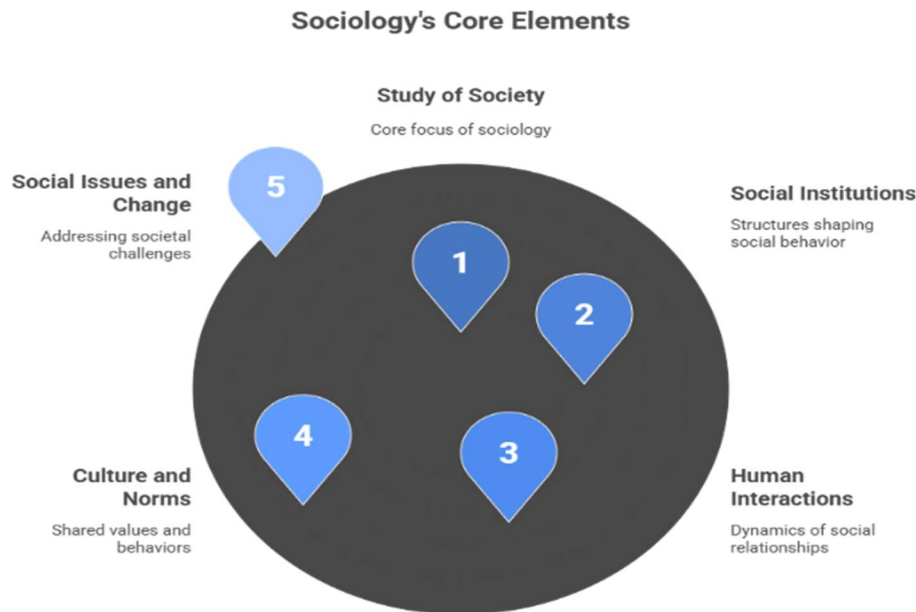 Sociology's Core Elements
Study of Society
Core focus of sociology
5
Social Issues and
Change
Addressing societal
challenges
Social Institutions
Structures shaping
social behavior
1
2
4
3
Culture and
Norms
Shared values and
behaviors
Human
Interactions
Dynamics of social
relationships